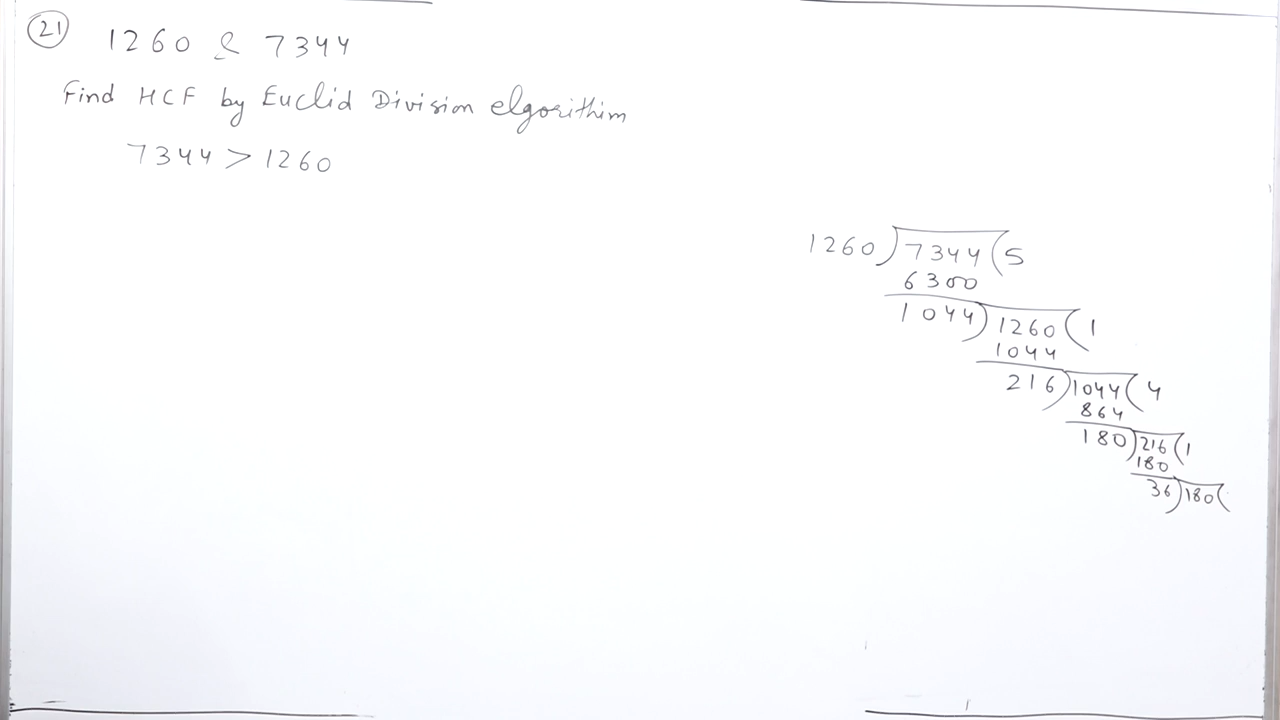 21 1260 & 7344
Find HCF by Euclid Division elgorithim
7344 > 1260
1260 ) 7344 ( 5
6300
1044 ) 1260 ( 1
1044
216 ) 1044 ( 4
864
180 ) 216 ( 1
180
36 ) 180 (